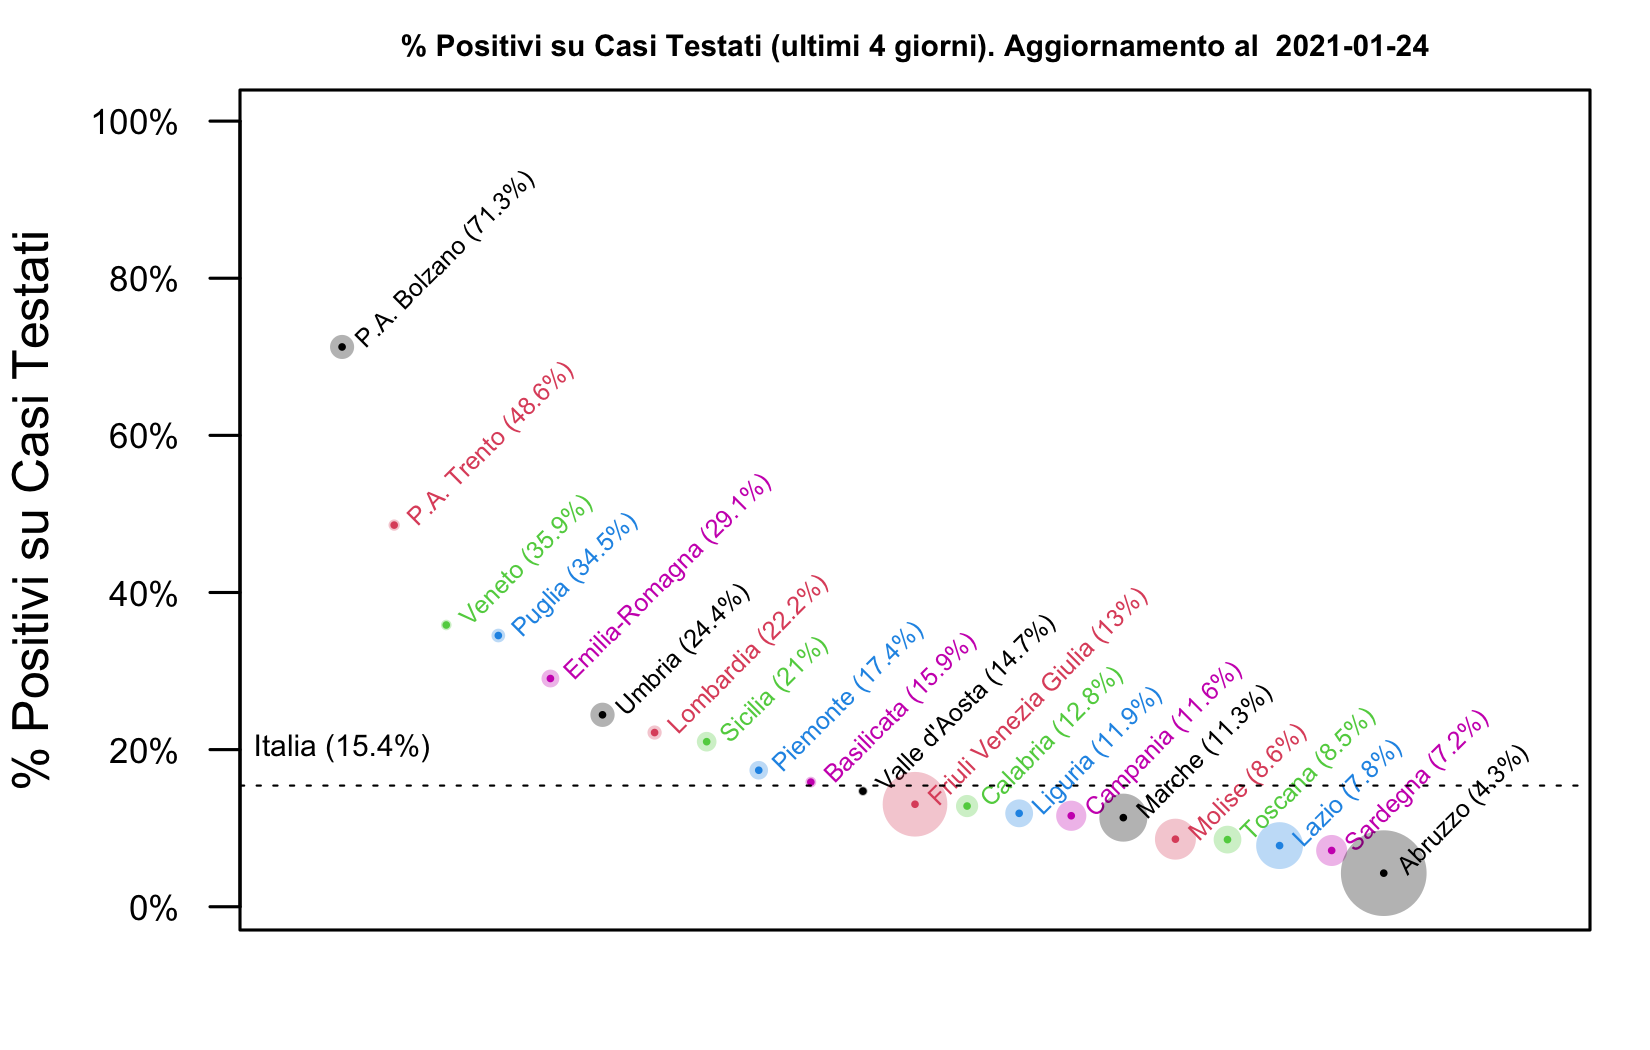 % Positivi su Casi Testati (ultimi 4 giorni). Aggiornamento al  2021-01-24
% Positivi su Casi Testati
100%
80%
60%
40%
20%
0%
Italia (15.4%)
P.A. Bolzano (71.3%)
P.A. Trento (48.6%)
Veneto (35.9%)
Puglia (34.5%)
Emilia-Romagna (29.1%)
Umbria (24.4%)
Lombardia (22.2%)
Sicilia (21%)
Piemonte (17.4%)
Basilicata (15.9%)
Valle d'Aosta (14.7%)
Friuli Venezia Giulia (13%)
Calabria (12.8%)
Liguria (11.9%)
Campania (11.6%)
Marche (11.3%)
Molise (8.6%)
Toscana (8.5%)
Lazio (7.8%)
Sardegna (7.2%)
Abruzzo (4.3%)